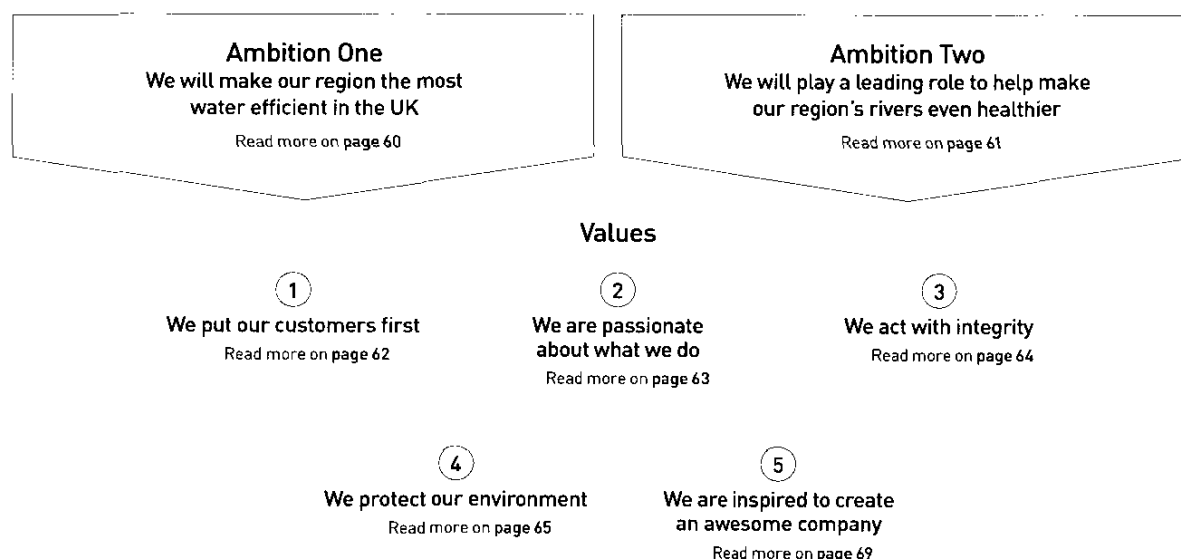 Ambition One
We will make our region the most
water efficient in the UK
Read more on page 60
Ambition Two
We will play a leading role to help make
our region's rivers even healthier
Read more on page 61
Values
1
We put our customers first
Read more on page 62
2
We are passionate
about what we do
Read more on page 63
3
We act with integrity
Read more on page 64
4
We protect our environment
Read more on page 65
5
We are inspired to create
an awesome company
Read more on page 69